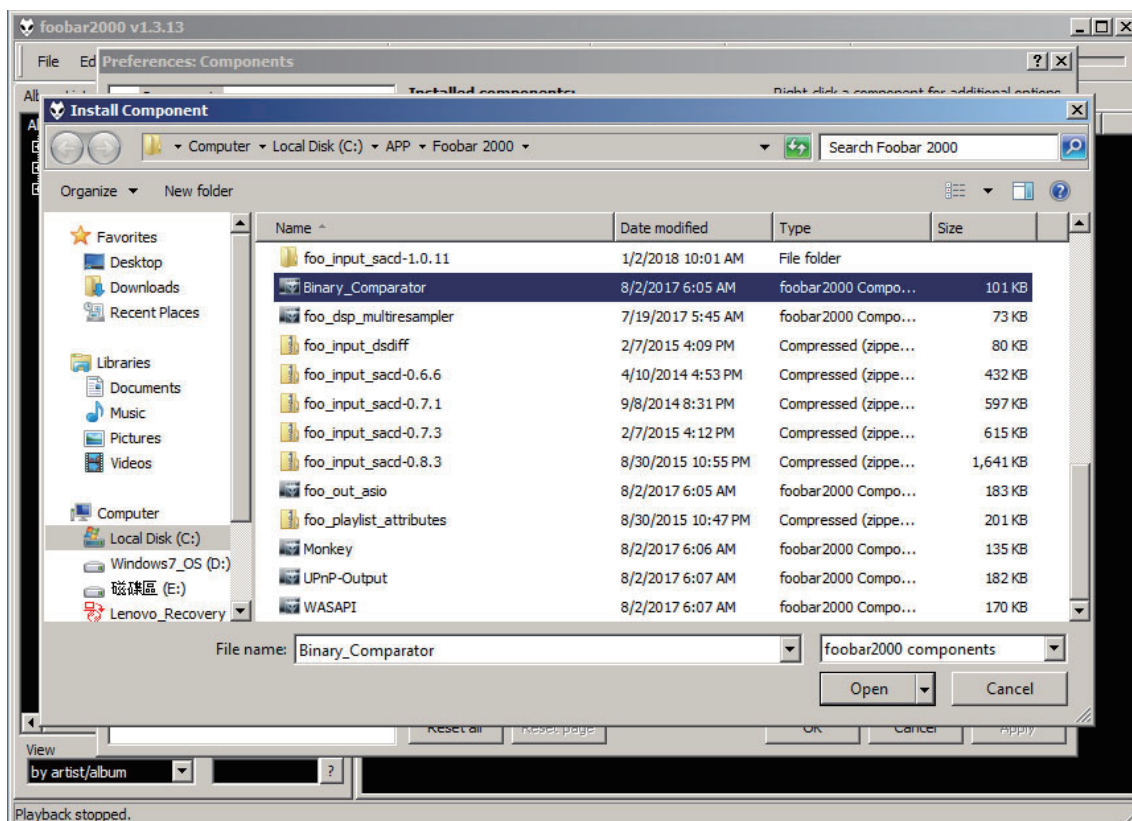 foobar2000 v1.3.13
File Ed
Preferences: Components
Installed components:
Right-click a component for additional options
Install Component
Computer Local Disk (C:) APP Foobar 2000
Search Foobar 2000
Organize New folder
Favorites
Desktop
Downloads
Recent Places
Libraries
Documents
Music
Pictures
Videos
Computer
Local Disk (C:)
Windows7_OS (D:)
磁碟區 (E:)
Lenovo_Recovery
Name Date modified Type Size
foo_input_sacd-1.0.11 1/2/2018 10:01 AM File folder
Binary_Comparator 8/2/2017 6:05 AM foobar2000 Compo... 101 KB
foo_dsp_multiresampler 7/19/2017 5:45 AM foobar2000 Compo... 73 KB
foo_input_dsdiff 2/7/2015 4:09 PM Compressed (zippe... 80 KB
foo_input_sacd-0.6.6 4/10/2014 4:53 PM Compressed (zippe... 432 KB
foo_input_sacd-0.7.1 9/8/2014 8:31 PM Compressed (zippe... 597 KB
foo_input_sacd-0.7.3 2/7/2015 4:12 PM Compressed (zippe... 615 KB
foo_input_sacd-0.8.3 8/30/2015 10:55 PM Compressed (zippe... 1,641 KB
foo_out_asio 8/2/2017 6:05 AM foobar2000 Compo... 183 KB
foo_playlist_attributes 8/30/2015 10:47 PM Compressed (zippe... 201 KB
Monkey 8/2/2017 6:06 AM foobar2000 Compo... 135 KB
UPnP-Output 8/2/2017 6:07 AM foobar2000 Compo... 182 KB
WASAPI 8/2/2017 6:07 AM foobar2000 Compo... 170 KB
File name: Binary_Comparator
foobar2000 components
Open Cancel
Reset all Reset page OK Cancel Apply
View
by artist/album ?
Playback stopped.